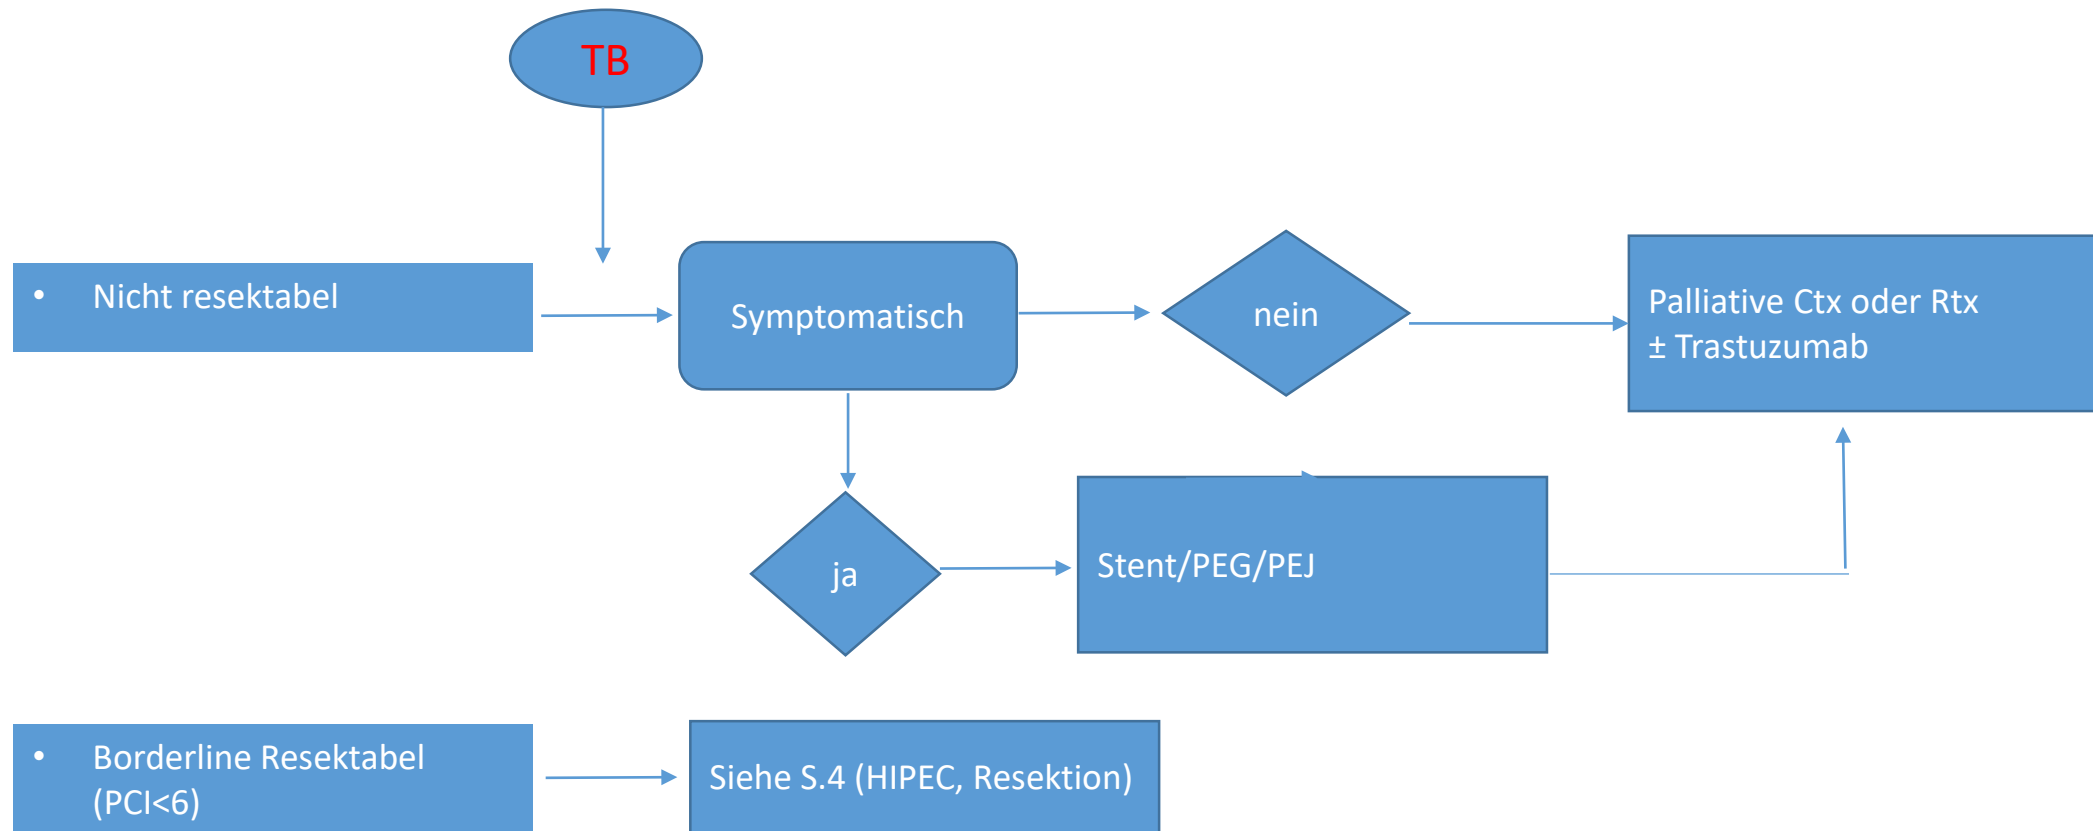 TB
• Nicht resektabel
Symptomatisch
nein
Palliative Ctx oder Rtx
± Trastuzumab
ja
Stent/PEG/PEJ
• Borderline Resektabel
(PCI<6)
Siehe S.4 (HIPEC, Resektion)